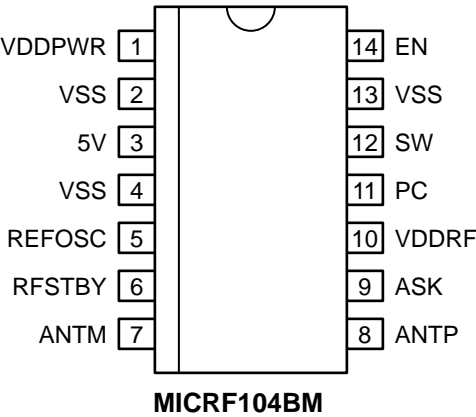 VDDPWR 1 14 EN
VSS 2 13 VSS
5V 3 12 SW
VSS 4 11 PC
REFOSC 5 10 VDDRF
RFSTBY 6 9 ASK
ANTM 7 8 ANTP
MICRF104BM